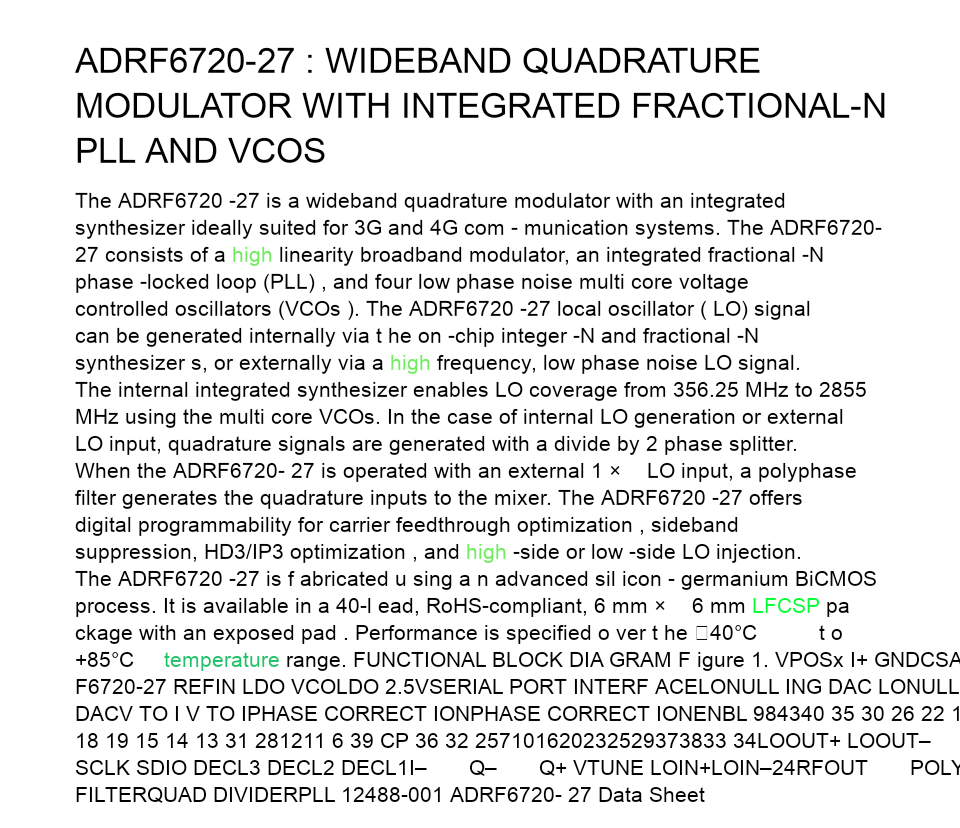 ADRF6720-27 : WIDEBAND QUADRATURE
MODULATOR WITH INTEGRATED FRACTIONAL-N
PLL AND VCOS
The ADRF6720 -27 is a wideband quadrature modulator with an integrated
synthesizer ideally suited for 3G and 4G com - munication systems. The ADRF6720-
27 consists of a high linearity broadband modulator, an integrated fractional -N
phase -locked loop (PLL) , and four low phase noise multi core voltage
controlled oscillators (VCOs ). The ADRF6720 -27 local oscillator ( LO) signal
can be generated internally via t he on -chip integer -N and fractional -N
synthesizer s, or externally via a high frequency, low phase noise LO signal.
The internal integrated synthesizer enables LO coverage from 356.25 MHz to 2855
MHz using the multi core VCOs. In the case of internal LO generation or external
LO input, quadrature signals are generated with a divide by 2 phase splitter.
When the ADRF6720- 27 is operated with an external 1 × LO input, a polyphase
filter generates the quadrature inputs to the mixer. The ADRF6720 -27 offers
digital programmability for carrier feedthrough optimization , sideband
suppression, HD3/IP3 optimization , and high -side or low -side LO injection.
The ADRF6720 -27 is f abricated u sing a n advanced sil icon - germanium BiCMOS
process. It is available in a 40-l ead, RoHS-compliant, 6 mm × 6 mm LFCSP pa
ckage with an exposed pad . Performance is specified o ver t he □40°C t o
+85°C temperature range. FUNCTIONAL BLOCK DIA GRAM F igure 1. VPOSx I+ GNDCSA
F6720-27 REFIN LDO VCOLDO 2.5VSERIAL PORT INTERF ACELONULL ING DAC LONULL
DACV TO I V TO IPHASE CORRECT IONPHASE CORRECT IONENBL 984340 35 30 26 22 1
18 19 15 14 13 31 281211 6 39 CP 36 32 257101620232529373833 34LOOUT+ LOOUT–
SCLK SDIO DECL3 DECL2 DECL1I– Q– Q+ VTUNE LOIN+LOIN–24RFOUT POLY
FILTERQUAD DIVIDERPLL 12488-001 ADRF6720- 27 Data Sheet